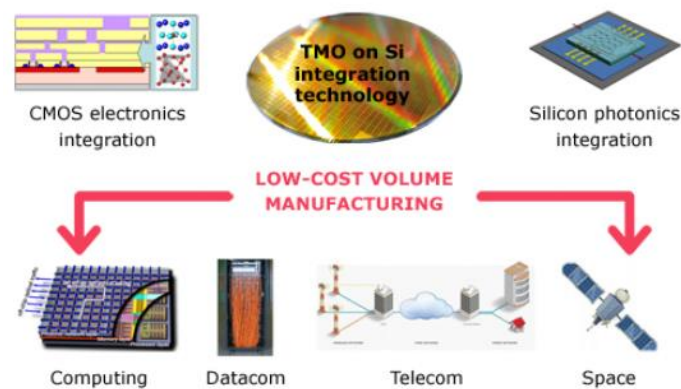 TMO on Si
integration
technology
CMOS electronics
integration
Silicon photonics
integration
LOW-COST VOLUME
MANUFACTURING
Computing
Datacom
Telecom
Space